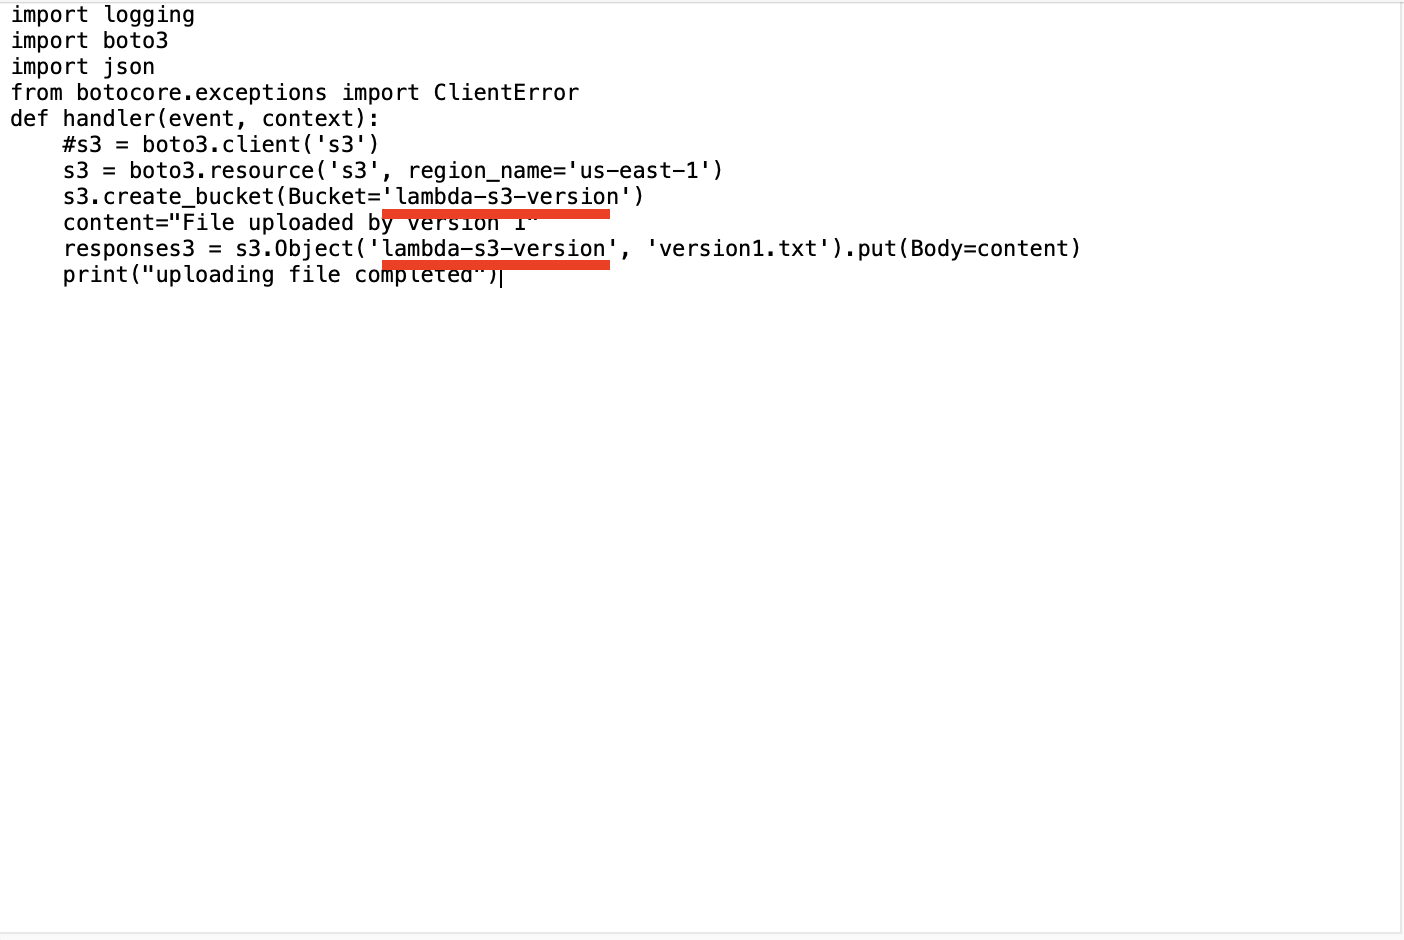 import logging
import boto3
import json
from botocore.exceptions import ClientError
def handler(event, context):
    #s3 = boto3.client('s3')
    s3 = boto3.resource('s3', region_name='us-east-1')
    s3.create_bucket(Bucket='lambda-s3-version')
    content="File uploaded by version 1"
    responses3 = s3.Object('lambda-s3-version', 'version1.txt').put(Body=content)
    print("uploading file completed")